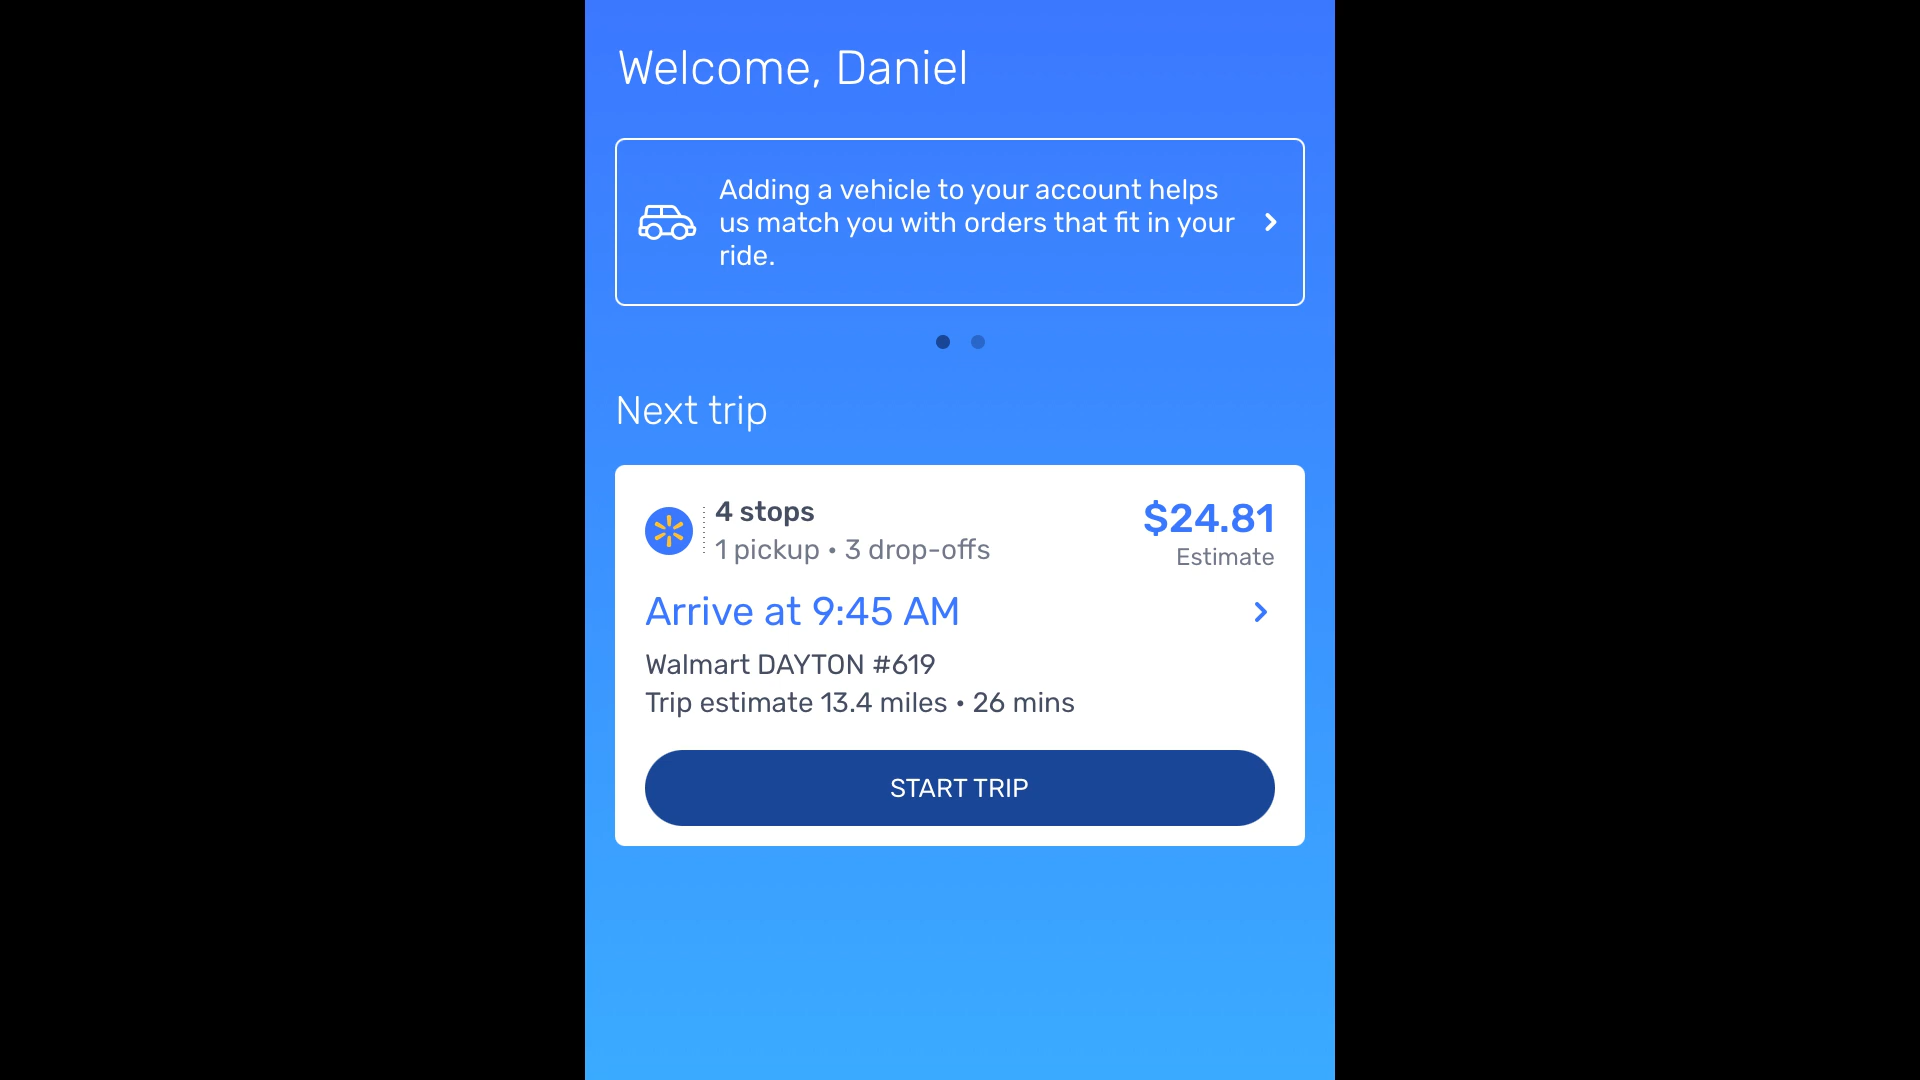 Welcome, Daniel
Adding a vehicle to your account helps
us match you with orders that fit in your
ride.
Next trip
4 stops
1 pickup • 3 drop-offs
$24.81
Estimate
Arrive at 9:45 AM
Walmart DAYTON #619
Trip estimate 13.4 miles • 26 mins
START TRIP